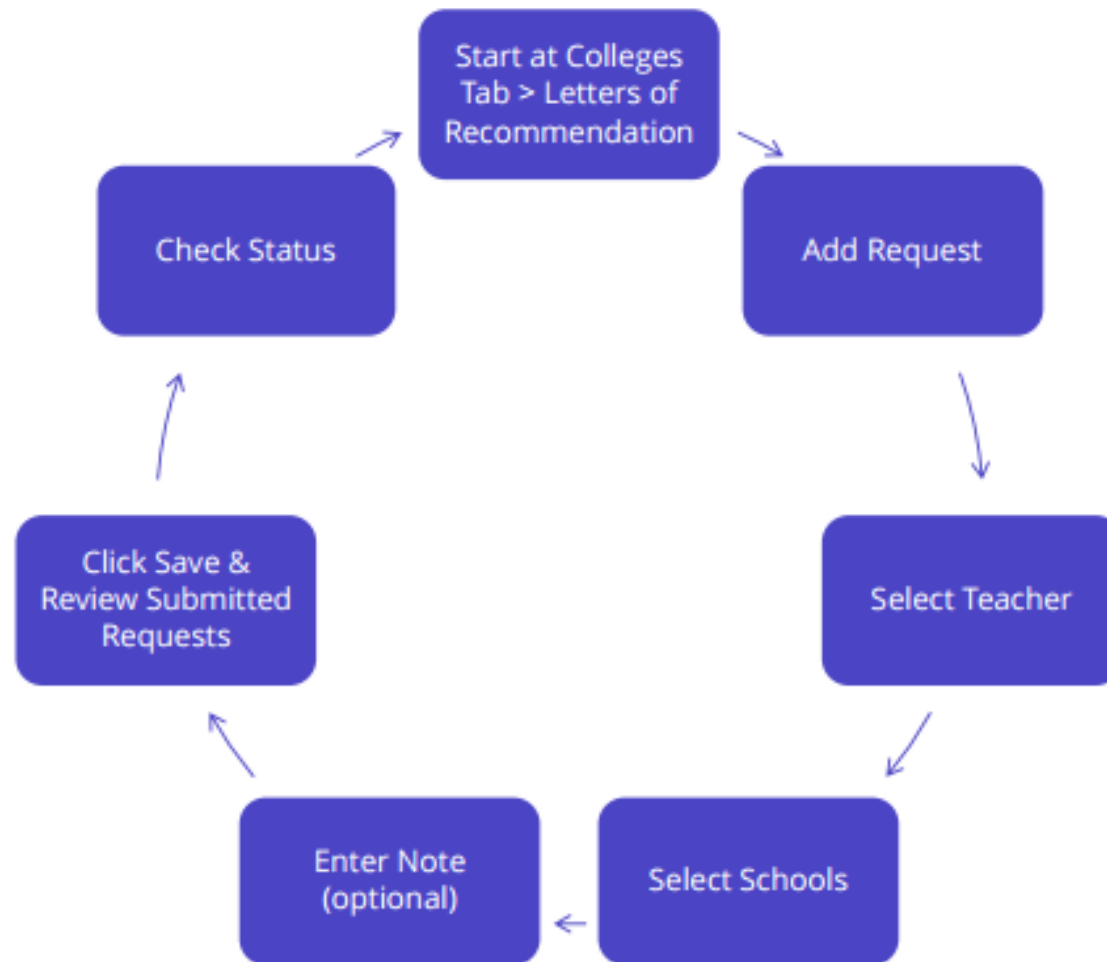 Start at Colleges
Tab > Letters of
Recommendation
Add Request
Select Teacher
Select Schools
Enter Note
(optional)
Click Save &
Review Submitted
Requests
Check Status